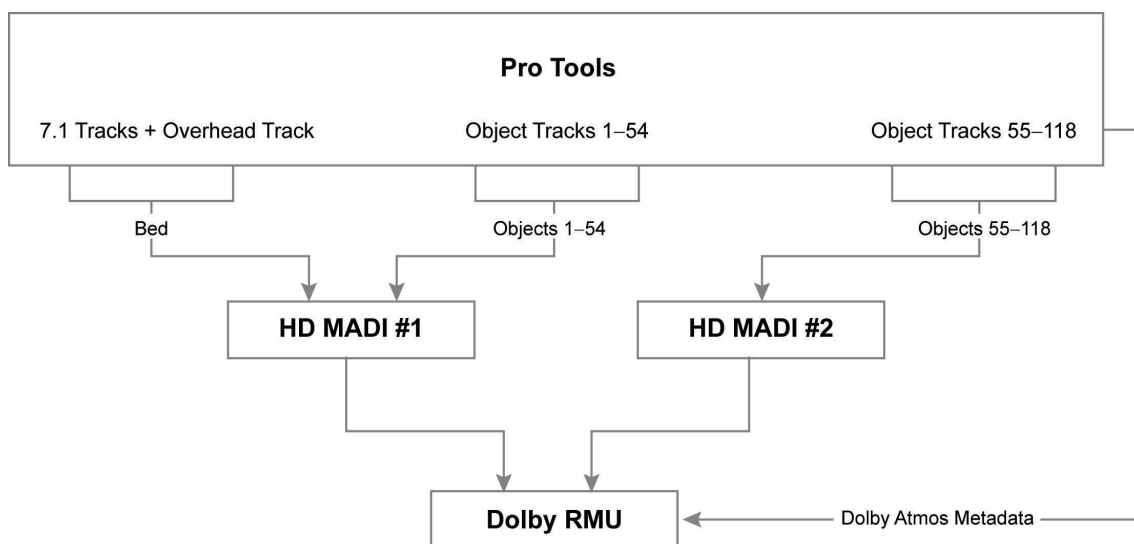 Pro Tools
7.1 Tracks + Overhead Track
Object Tracks 1–54
Object Tracks 55–118
Bed
Objects 1–54
Objects 55–118
HD MADI #1
HD MADI #2
Dolby RMU
Dolby Atmos Metadata